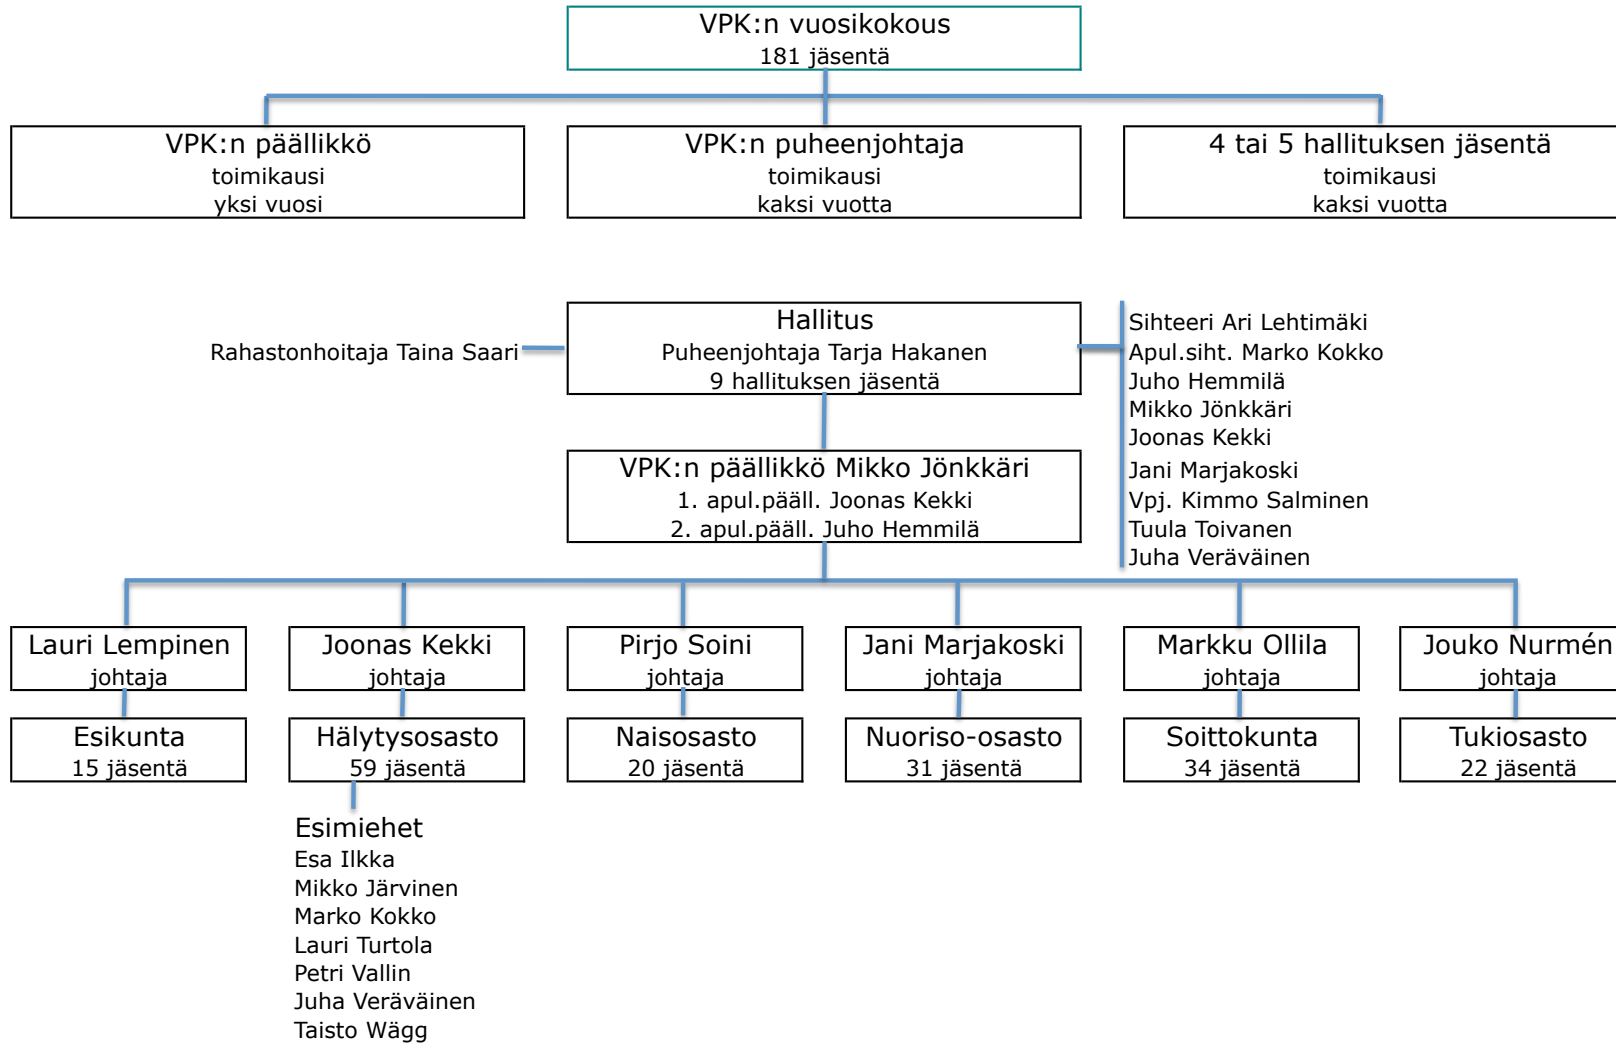 VPK:n vuosikokous
181 jäsentä
VPK:n päällikkö
toimikausi
yksi vuosi
VPK:n puheenjohtaja
toimikausi
kaksi vuotta
4 tai 5 hallituksen jäsentä
toimikausi
kaksi vuotta
Rahastonhoitaja Taina Saari
Hallitus
Puheenjohtaja Tarja Hakanen
9 hallituksen jäsentä
Sihteeri Ari Lehtimäki
Apul.siht. Marko Kokko
Juho Hemmilä
Mikko Jönkkäri
Joonas Kekki
Jani Marjakoski
Vpj. Kimmo Salminen
Tuula Toivanen
Juha Veräväinen
VPK:n päällikkö Mikko Jönkkäri
1. apul.pääll. Joonas Kekki
2. apul.pääll. Juho Hemmilä
Lauri Lempinen
johtaja
Joonas Kekki
johtaja
Pirjo Soini
johtaja
Jani Marjakoski
johtaja
Markku Ollila
johtaja
Jouko Nurmén
johtaja
Esikunta
15 jäsentä
Hälytysosasto
59 jäsentä
Naisosasto
20 jäsentä
Nuoriso-osasto
31 jäsentä
Soittokunta
34 jäsentä
Tukiosasto
22 jäsentä
Esimiehet
Esa Ilkka
Mikko Järvinen
Marko Kokko
Lauri Turtola
Petri Vallin
Juha Veräväinen
Taisto Wägg